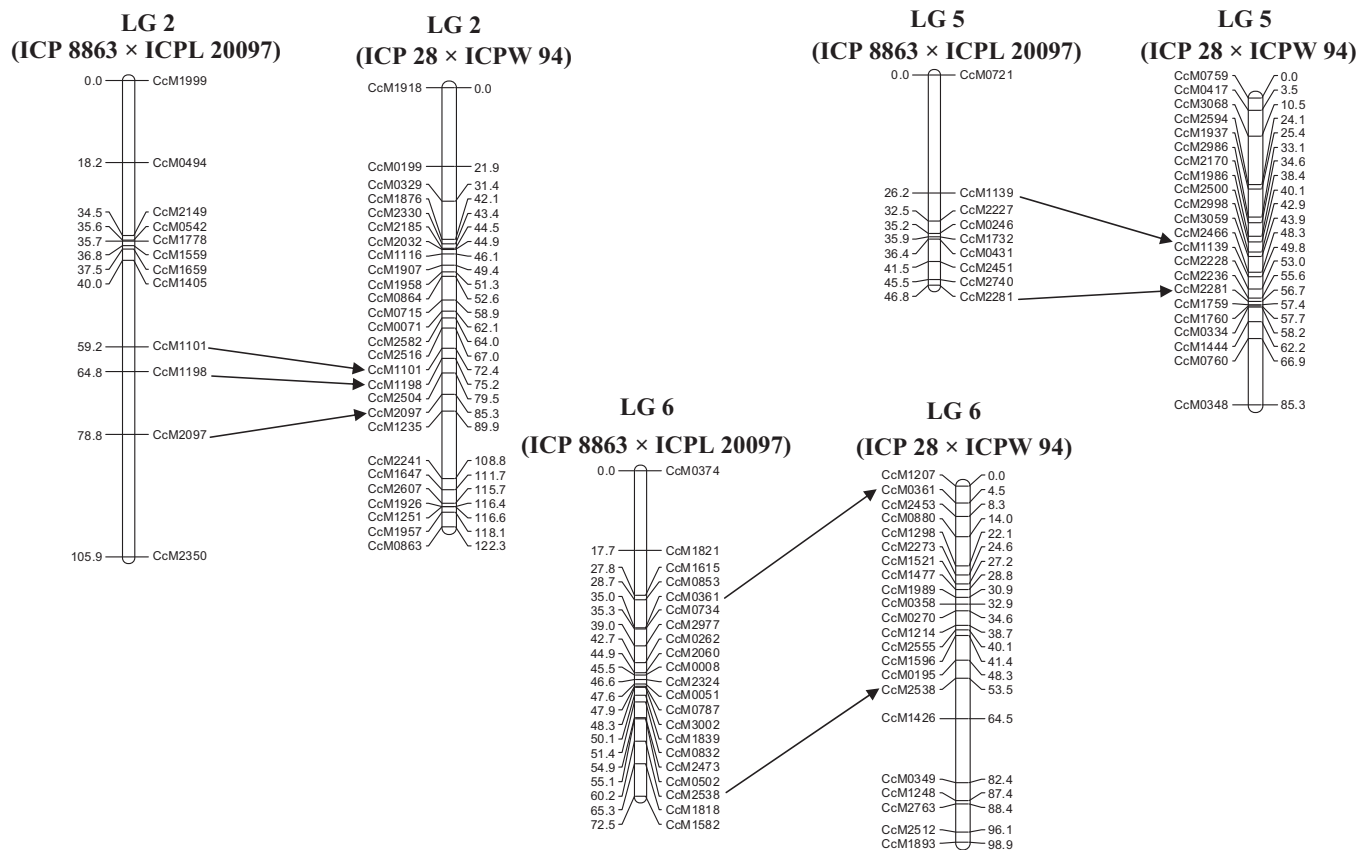 LG 2
(ICP 8863 × ICPL 20097)
0.0 CcM1999
18.2 CcM0494
34.5 CcM2149
35.6 CcM0542
35.7 CcM1778
36.8 CcM1559
37.5 CcM1659
40.0 CcM1405
59.2 CcM1101
64.8 CcM1198
78.8 CcM2097
105.9 CcM2350
LG 2
(ICP 28 × ICPW 94)
CcM1918 0.0
CcM0199 21.9
CcM0329 31.4
CcM1876 42.1
CcM2330 43.4
CcM2185 44.5
CcM2032 44.9
CcM1116 46.1
CcM1907 49.4
CcM1958 51.3
CcM0864 52.6
CcM0715 58.9
CcM0071 62.1
CcM2582 64.0
CcM2516 67.0
CcM1101 72.4
CcM1198 75.2
CcM2504 79.5
CcM2097 85.3
CcM1235 89.9
CcM2241 108.8
CcM1647 111.7
CcM2607 115.7
CcM1926 116.4
CcM1251 116.6
CcM1957 118.1
CcM0863 122.3
LG 5
(ICP 8863 × ICPL 20097)
0.0 CcM0721
26.2 CcM1139
32.5 CcM2227
35.2 CcM0246
35.9 CcM1732
36.4 CcM0431
41.5 CcM2451
45.5 CcM2740
46.8 CcM2281
LG 5
(ICP 28 × ICPW 94)
CcM0759 0.0
CcM0417 3.5
CcM3068 10.5
CcM2594 24.1
CcM1937 25.4
CcM2986 33.1
CcM2170 34.6
CcM1986 38.4
CcM2500 40.1
CcM2998 42.9
CcM3059 43.9
CcM2466 48.3
CcM1139 49.8
CcM2228 53.0
CcM2236 55.6
CcM2281 56.7
CcM1759 57.4
CcM1760 57.7
CcM0334 58.2
CcM1444 62.2
CcM0760 66.9
CcM0348 85.3
LG 6
(ICP 8863 × ICPL 20097)
0.0 CcM0374
17.7 CcM1821
27.8 CcM1615
28.7 CcM0853
35.0 CcM0361
35.3 CcM0734
39.0 CcM2977
42.7 CcM0262
44.9 CcM2060
45.5 CcM0008
46.6 CcM2324
47.6 CcM0051
47.9 CcM0787
48.3 CcM3002
50.1 CcM1839
51.4 CcM0832
54.9 CcM2473
55.1 CcM0502
60.2 CcM2538
65.3 CcM1818
72.5 CcM1582
LG 6
(ICP 28 × ICPW 94)
CcM1207 0.0
CcM0361 4.5
CcM2453 8.3
CcM0880 14.0
CcM1298 22.1
CcM2273 24.6
CcM1521 27.2
CcM1477 28.8
CcM1989 30.9
CcM0358 32.9
CcM0270 34.6
CcM1214 38.7
CcM2555 40.1
CcM1596 41.4
CcM0195 48.3
CcM2538 53.5
CcM1426 64.5
CcM0349 82.4
CcM1248 87.4
CcM2763 88.4
CcM2512 96.1
CcM1893 98.9